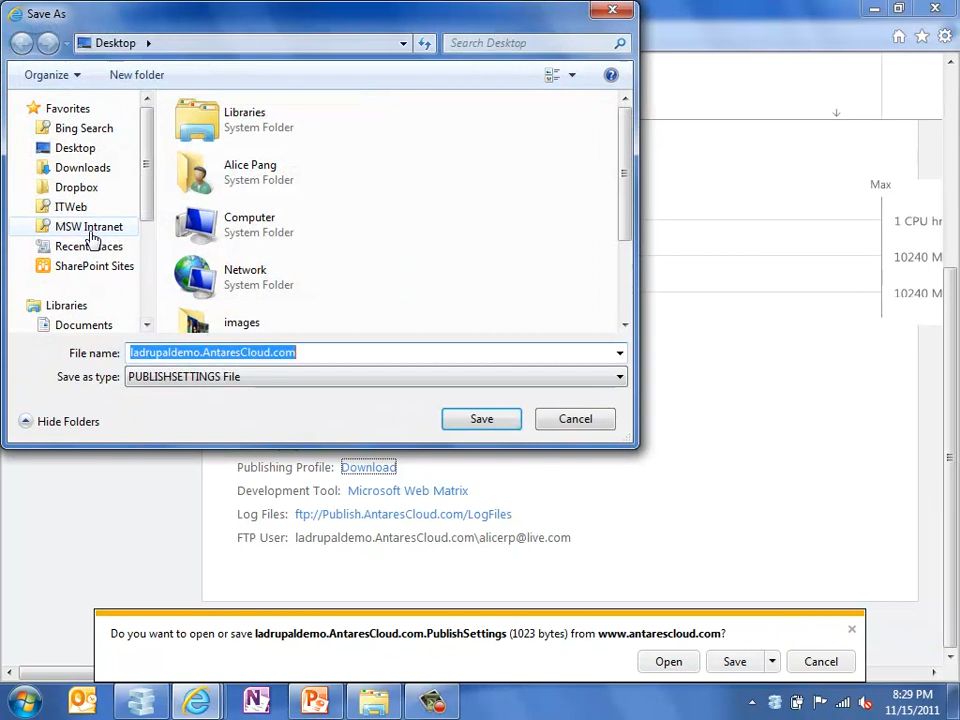 Save As
Desktop
Search Desktop
Organize
New folder
Favorites
Bing Search
Desktop
Downloads
Dropbox
ITWeb
MSW Intranet
SharePoint Sites
Libraries
Documents
Libraries
System Folder
Alice Pang
System Folder
Computer
System Folder
Network
System Folder
images
File name: ladrupaldemo.AntaresCloud.com
Save as type: PUBLISHSETTINGS File
Hide Folders
Save
Cancel
Max
1 CPU hr
10240 M
10240 M
Publishing Profile: Download
Development Tool: Microsoft Web Matrix
Log Files: ftp://Publish.AntaresCloud.com/LogFiles
FTP User: ladrupaldemo.AntaresCloud.com\alicerp@live.com
Do you want to open or save ladrupaldemo.AntaresCloud.com.PublishSettings (1023 bytes) from www.antarescloud.com?
Open
Save
Cancel
8:29 PM
11/15/2011